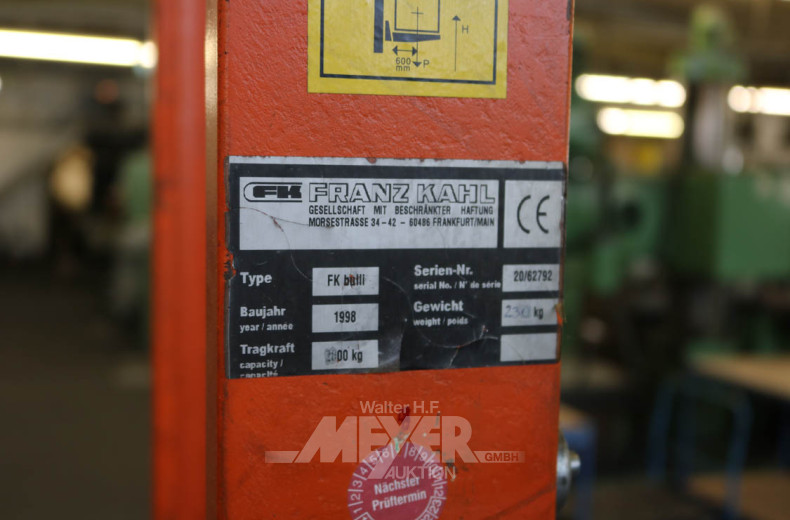 H
600
mm
P
FK FRANZ KAHL
GESELLSCHAFT MIT BESCHRÄNKTER HAFTUNG
MORSESTRASSE 34-42 - 60486 FRANKFURT/MAIN
CE
Type FK bulli
Serien-Nr. 20/62792
serial No. / N° de série
Baujahr 1998
year / année
Gewicht kg
weight / poids
Tragkraft kg
capacity /
capacité
Walter H.F.
MEYER
GMBH
AUKTION
Nächster
Prüftermin